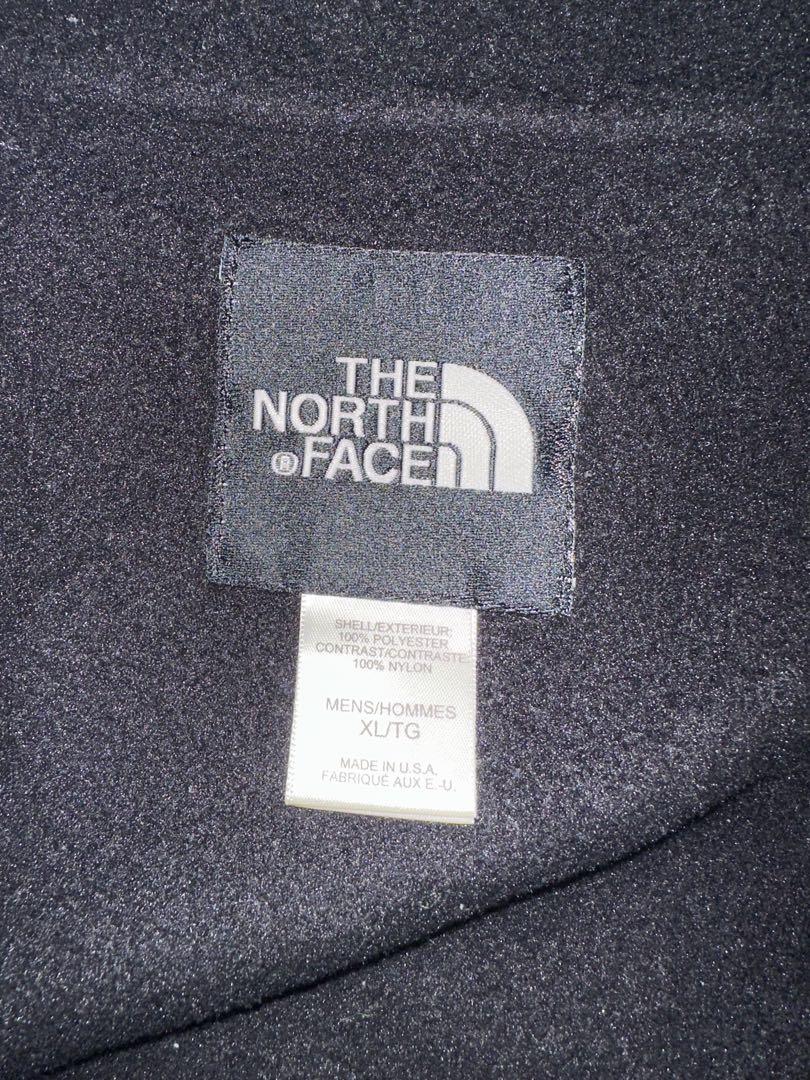 THE
NORTH
® FACE
SHELL/EXTERIEUR:
100% POLYESTER
CONTRAST/CONTRASTE:
100% NYLON
MENS/HOMMES
XL/TG
MADE IN U.S.A.
FABRIQUÉ AUX E.-U.